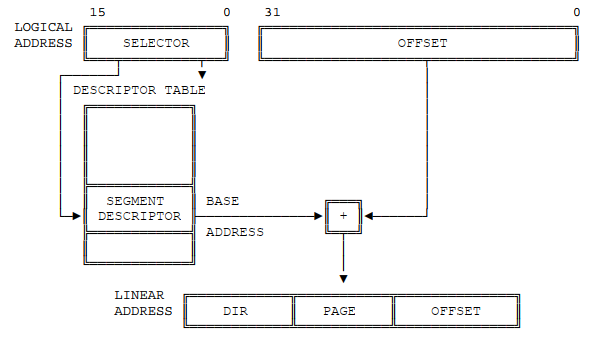 15 0 31 0
LOGICAL
ADDRESS SELECTOR OFFSET
DESCRIPTOR TABLE
SEGMENT BASE
DESCRIPTOR +
ADDRESS
LINEAR
ADDRESS DIR PAGE OFFSET